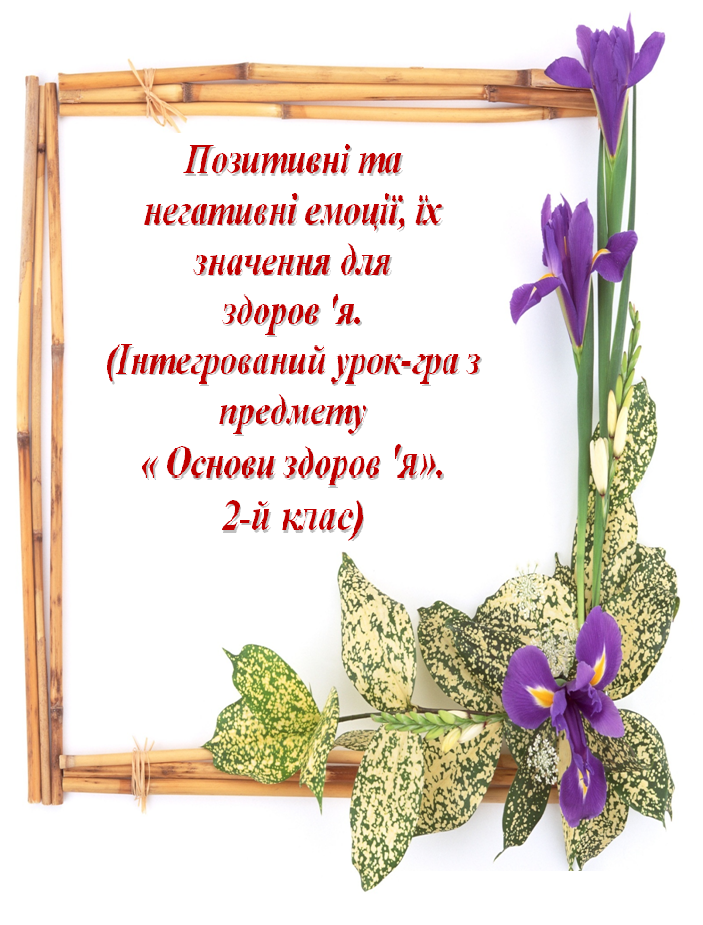 Позитивні та
негативні емоції, їх
значення для
здоров 'я.
(Інтегрований урок-гра з
предмету
« Основи здоров 'Я».
2-й клас)